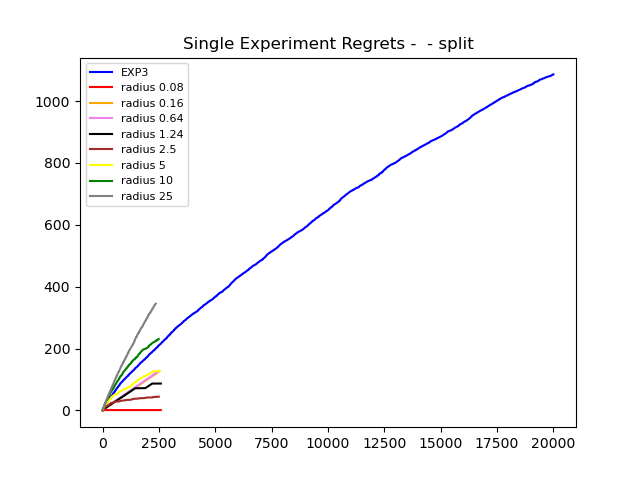 Single Experiment Regrets -  - split
EXP3
radius 0.08
radius 0.16
radius 0.64
radius 1.24
radius 2.5
radius 5
radius 10
radius 25
1000
800
600
400
200
0
0 2500 5000 7500 10000 12500 15000 17500 20000